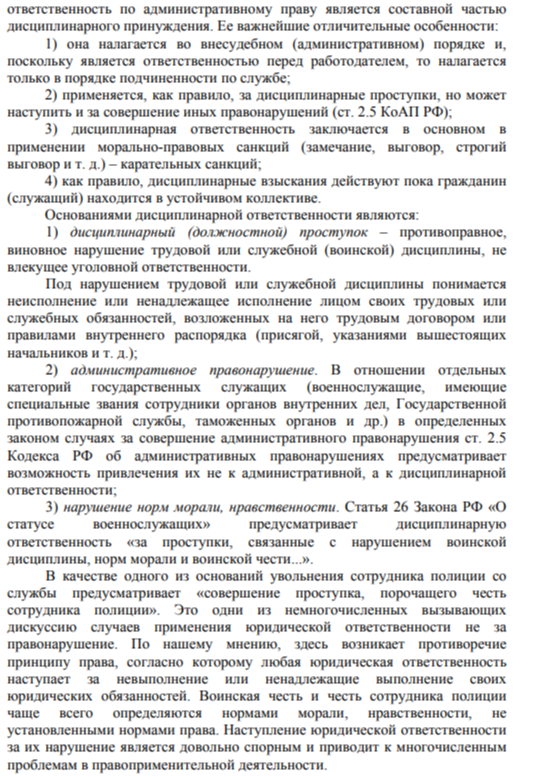 ответственность по административному праву является составной частью
дисциплинарного принуждения. Ее важнейшие отличительные особенности:
1) она налагается во внесудебном (административном) порядке и,
поскольку является ответственностью перед работодателем, то налагается
только в порядке подчиненности по службе;
2) применяется, как правило, за дисциплинарные проступки, но может
наступить и за совершение иных правонарушений (ст. 2.5 КоАП РФ);
3) дисциплинарная ответственность заключается в основном в
применении морально-правовых санкций (замечание, выговор, строгий
выговор и т. д.) – карательных санкций;
4) как правило, дисциплинарные взыскания действуют пока гражданин
(служащий) находится в устойчивом коллективе.
Основаниями дисциплинарной ответственности являются:
1) дисциплинарный (должностной) проступок – противоправное,
виновное нарушение трудовой или служебной (воинской) дисциплины, не
влекущее уголовной ответственности.
Под нарушением трудовой или служебной дисциплины понимается
неисполнение или ненадлежащее исполнение лицом своих трудовых или
служебных обязанностей, возложенных на него трудовым договором или
правилами внутреннего распорядка (присягой, указаниями вышестоящих
начальников и т. д.);
2) административное правонарушение. В отношении отдельных
категорий государственных служащих (военнослужащие, имеющие
специальные звания сотрудники органов внутренних дел, Государственной
противопожарной службы, таможенных органов и др.) в определенных
законом случаях за совершение административного правонарушения ст. 2.5
Кодекса РФ об административных правонарушениях предусматривает
возможность привлечения их не к административной, а к дисциплинарной
ответственности;
3) нарушение норм морали, нравственности. Статья 26 Закона РФ «О
статусе военнослужащих» предусматривает дисциплинарную
ответственность «за проступки, связанные с нарушением воинской
дисциплины, норм морали и воинской чести...».
В качестве одного из оснований увольнения сотрудника полиции со
службы предусматривает «совершение проступка, порочащего честь
сотрудника полиции». Это одни из немногочисленных вызывающих
дискуссию случаев применения юридической ответственности не за
правонарушение. По нашему мнению, здесь возникает противоречие
принципу права, согласно которому любая юридическая ответственность
наступает за невыполнение или ненадлежащие выполнение своих
юридических обязанностей. Воинская честь и честь сотрудника полиции
чаще всего определяются нормами морали, нравственности, не
установленными нормами права. Наступление юридической ответственности
за их нарушение является довольно спорным и приводит к многочисленным
проблемам в правоприменительной деятельности.